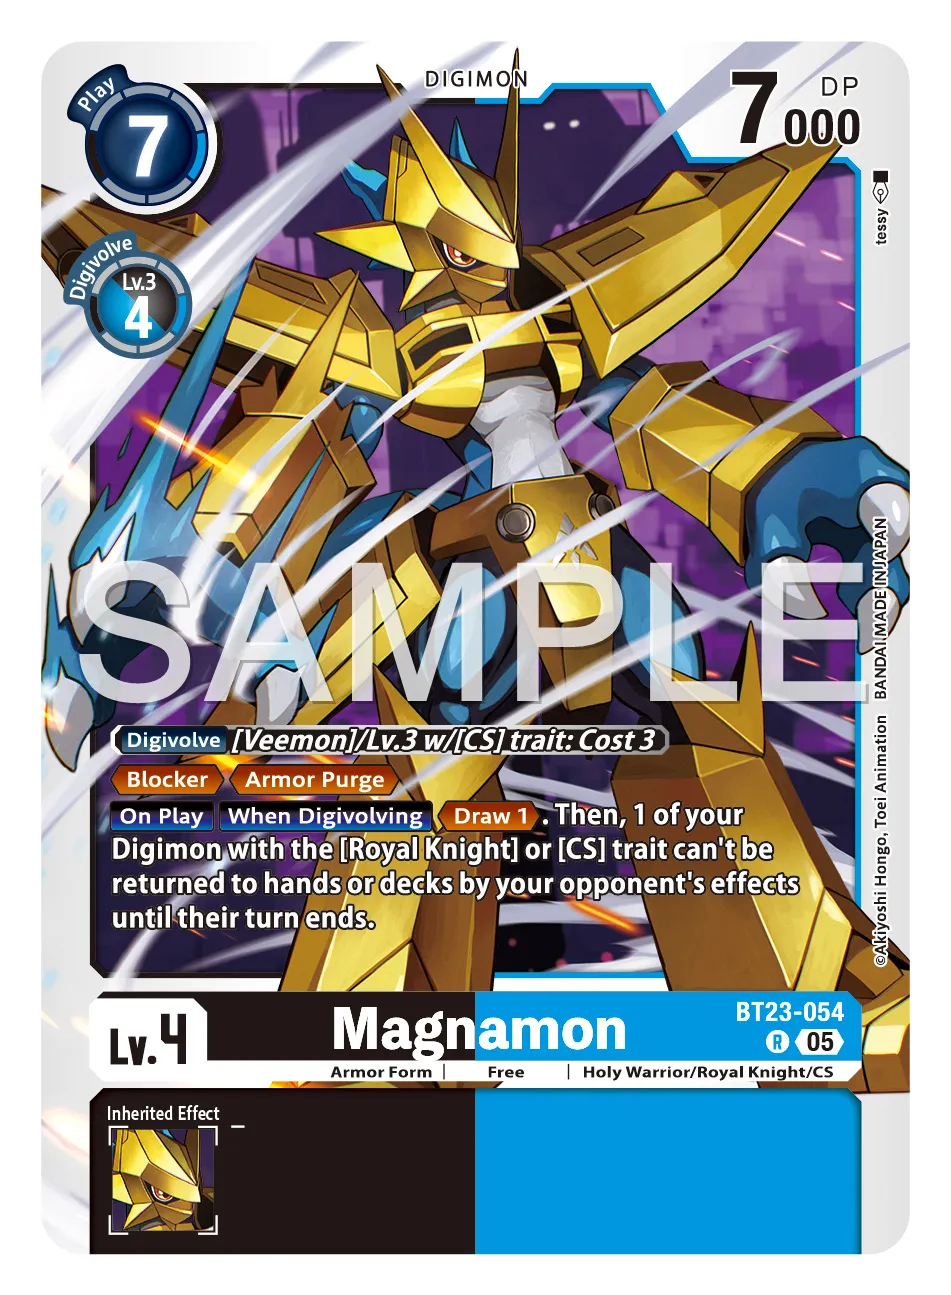 DIGIMON
Play
7
7000
DP
tessy
Digivolve
Lv.3
4
SAMPLE
BANDAI MADE IN JAPAN
©Akiyoshi Hongo, Toei Animation
Digivolve [Veemon]/Lv.3 w/[CS] trait: Cost 3
Blocker Armor Purge
On Play When Digivolving Draw 1 . Then, 1 of your
Digimon with the [Royal Knight] or [CS] trait can't be
returned to hands or decks by your opponent's effects
until their turn ends.
Lv.4
Magnamon
BT23-054
R 05
Armor Form | Free | Holy Warrior/Royal Knight/CS
Inherited Effect
–